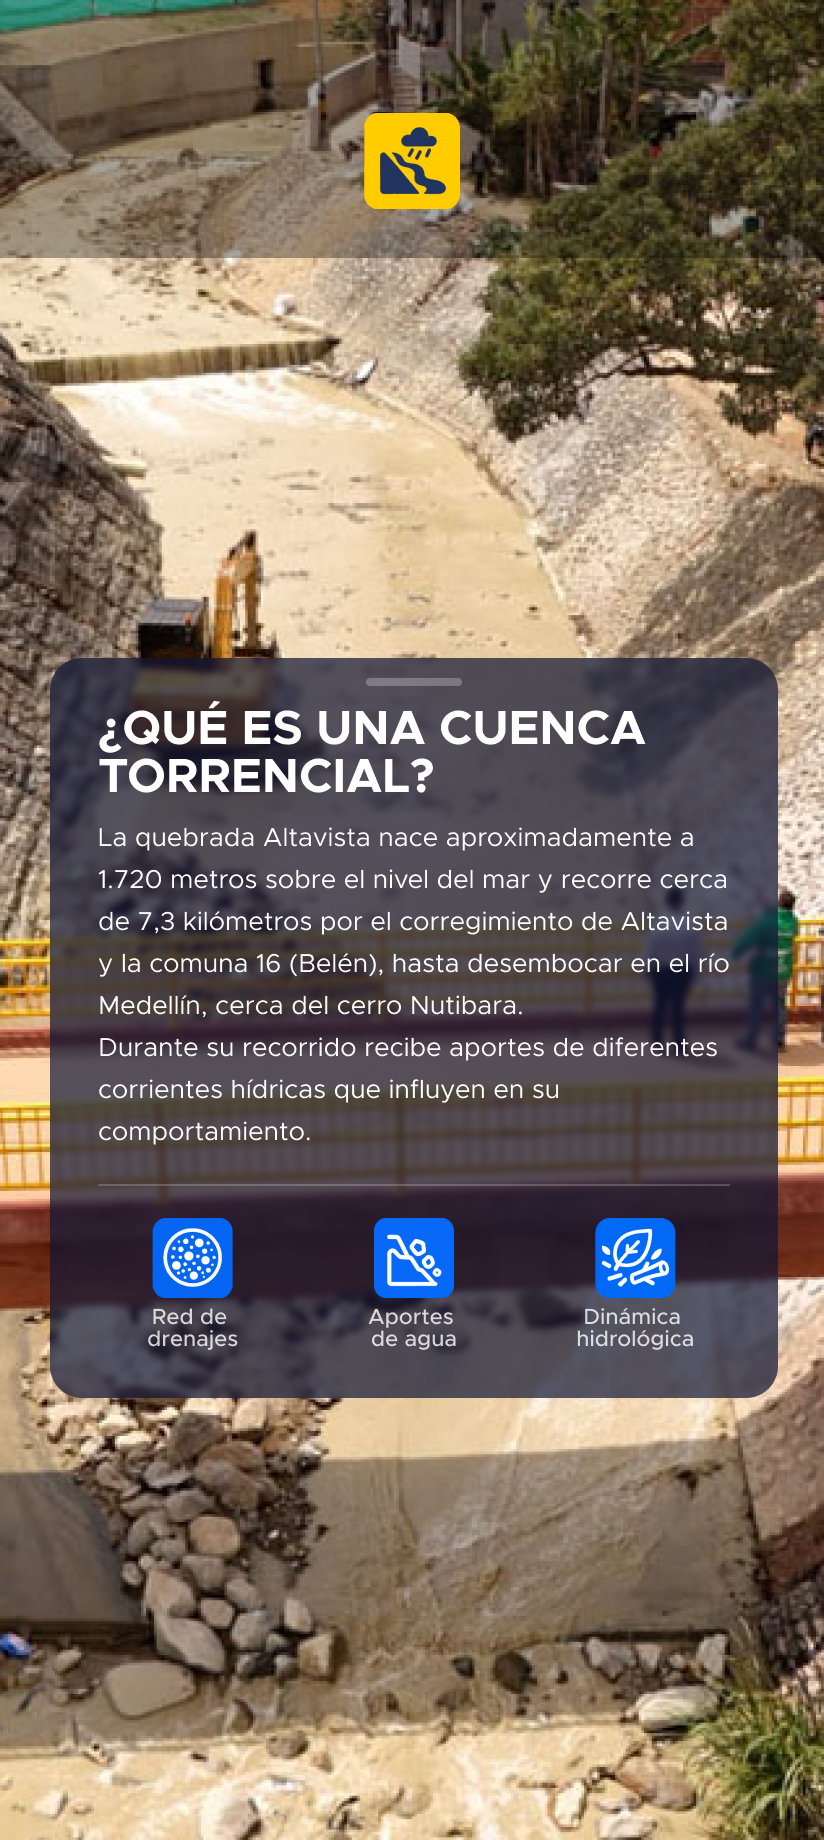 ¿QUÉ ES UNA CUENCA
TORRENCIAL?
La quebrada Altavista nace aproximadamente a
1.720 metros sobre el nivel del mar y recorre cerca
de 7,3 kilómetros por el corregimiento de Altavista
y la comuna 16 (Belén), hasta desembocar en el río
Medellín, cerca del cerro Nutibara.
Durante su recorrido recibe aportes de diferentes
corrientes hídricas que influyen en su
comportamiento.
Red de
drenajes
Aportes
de agua
Dinámica
hidrológica